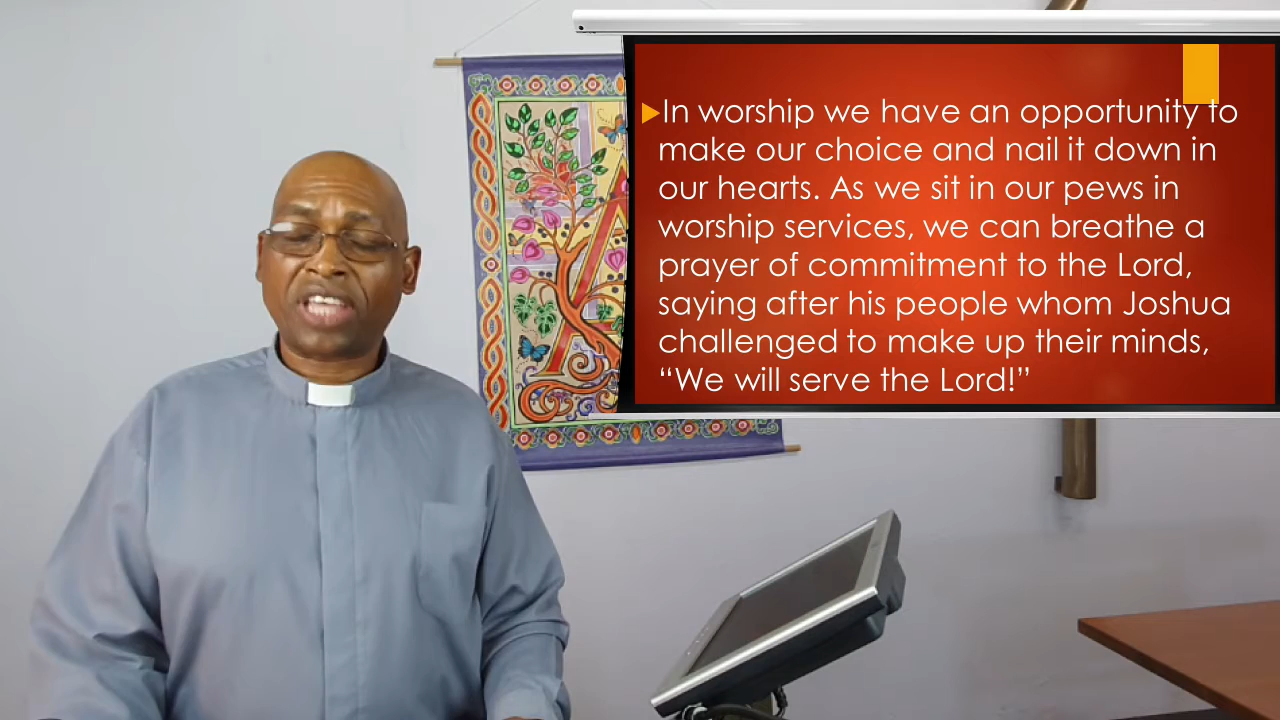 In worship we have an opportunity to
make our choice and nail it down in
our hearts. As we sit in our pews in
worship services, we can breathe a
prayer of commitment to the Lord,
saying after his people whom Joshua
challenged to make up their minds,
“We will serve the Lord!”